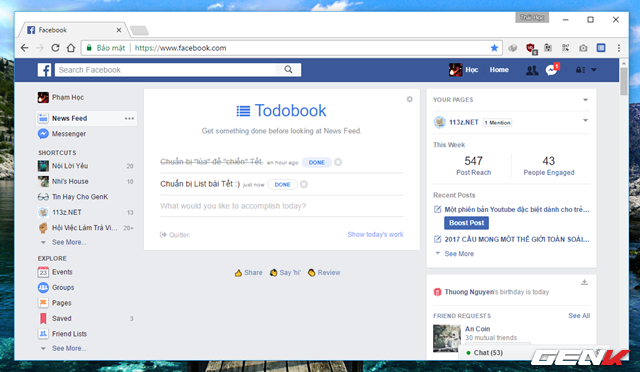 Thái Học
Facebook
Bảo mật | https://www.facebook.com
9
Search Facebook
Học
Home
1
Phạm Học
News Feed
Messenger
SHORTCUTS
Nói Lời Yêu 20
Nhi's House 10
Tin Hay Cho GenK
113z.NET 13
Hội Việc Làm Trà Vi... 20+
See More...
EXPLORE
Events
Groups
Pages
Saved 3
Friend Lists
See More...
Todobook
Get something done before looking at News Feed.
Chuẩn bị "lúa" để "chiến" Tết. an hour ago DONE
Chuẩn bị List bài Tết :) just now DONE
What would you like to accomplish today?
Quitter.
Show today's work
Share
Say 'hi'
Review
YOUR PAGES
113z.NET 1 Mention
This Week
547 43
Post Reach People Engaged
Recent Posts
Một phiên bản Youtube đặc biệt dành cho trẻ...
Boost Post
2017 CẦU MONG MỘT THẾ GIỚI TOÀN SOÁI...
See More
Thuong Nguyen's birthday is today
FRIEND REQUESTS See All
An Coin
30 mutual friends
Chat (53)
GENK